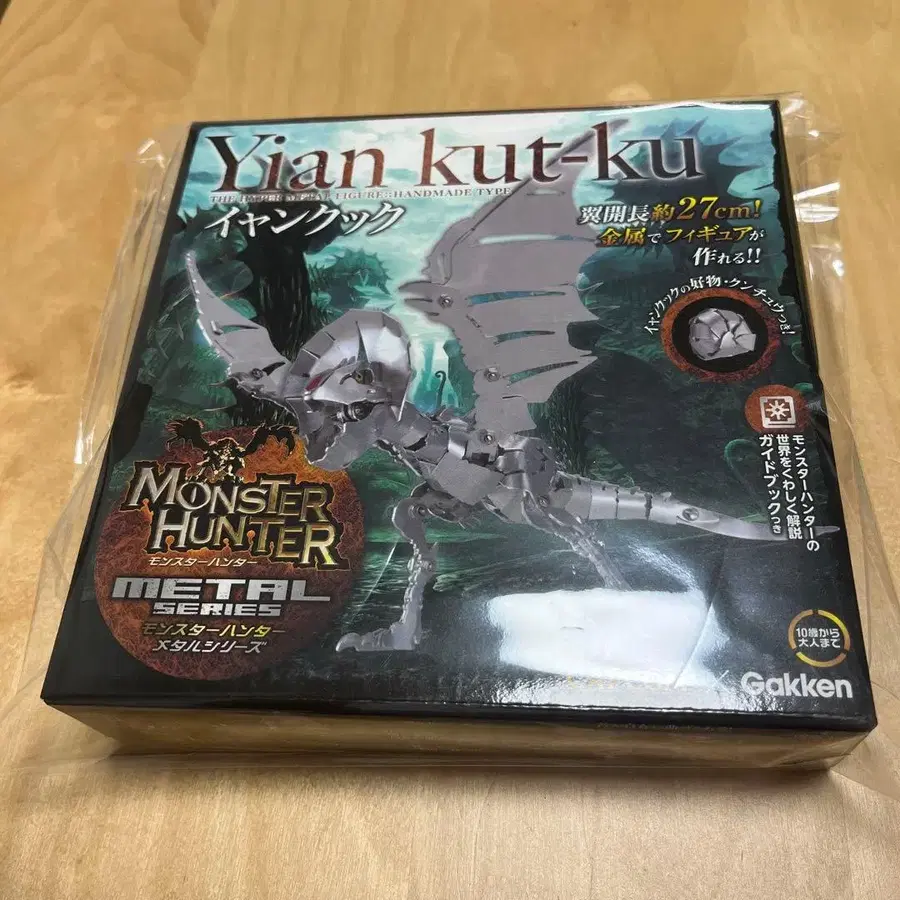 Yian kut-ku
THE HYPER METAL FIGURE::HANDMADE TYPE
イャンクック
翼開長約27cm!
金属でフィギュアが
作れる!!
イャンクックの好物・クンチュウつき!
モンスターハンターの
世界をくわしく解説
ガイドブックつき
MONSTER
HUNTER
モンスターハンター
METAL
SERIES
モンスターハンター
メタルシリーズ
10歳から
大人まで
Gakken